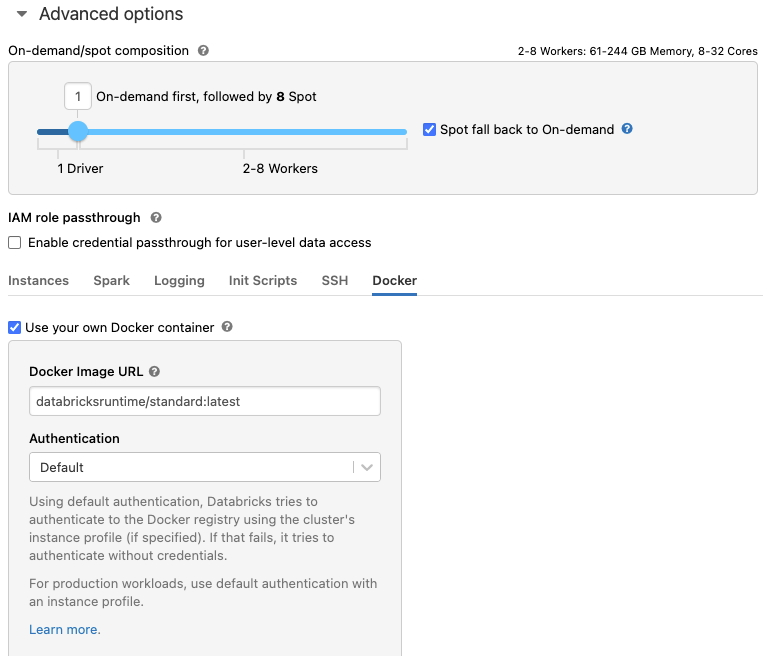 Advanced options
On-demand/spot composition ?
2-8 Workers: 61-244 GB Memory, 8-32 Cores
1 On-demand first, followed by 8 Spot
Spot fall back to On-demand ?
1 Driver
2-8 Workers
IAM role passthrough ?
Enable credential passthrough for user-level data access
Instances Spark Logging Init Scripts SSH Docker
Use your own Docker container ?
Docker Image URL ?
databricksruntime/standard:latest
Authentication
Default
Using default authentication, Databricks tries to
authenticate to the Docker registry using the cluster's
instance profile (if specified). If that fails, it tries to
authenticate without credentials.
For production workloads, use default authentication with
an instance profile.
Learn more.